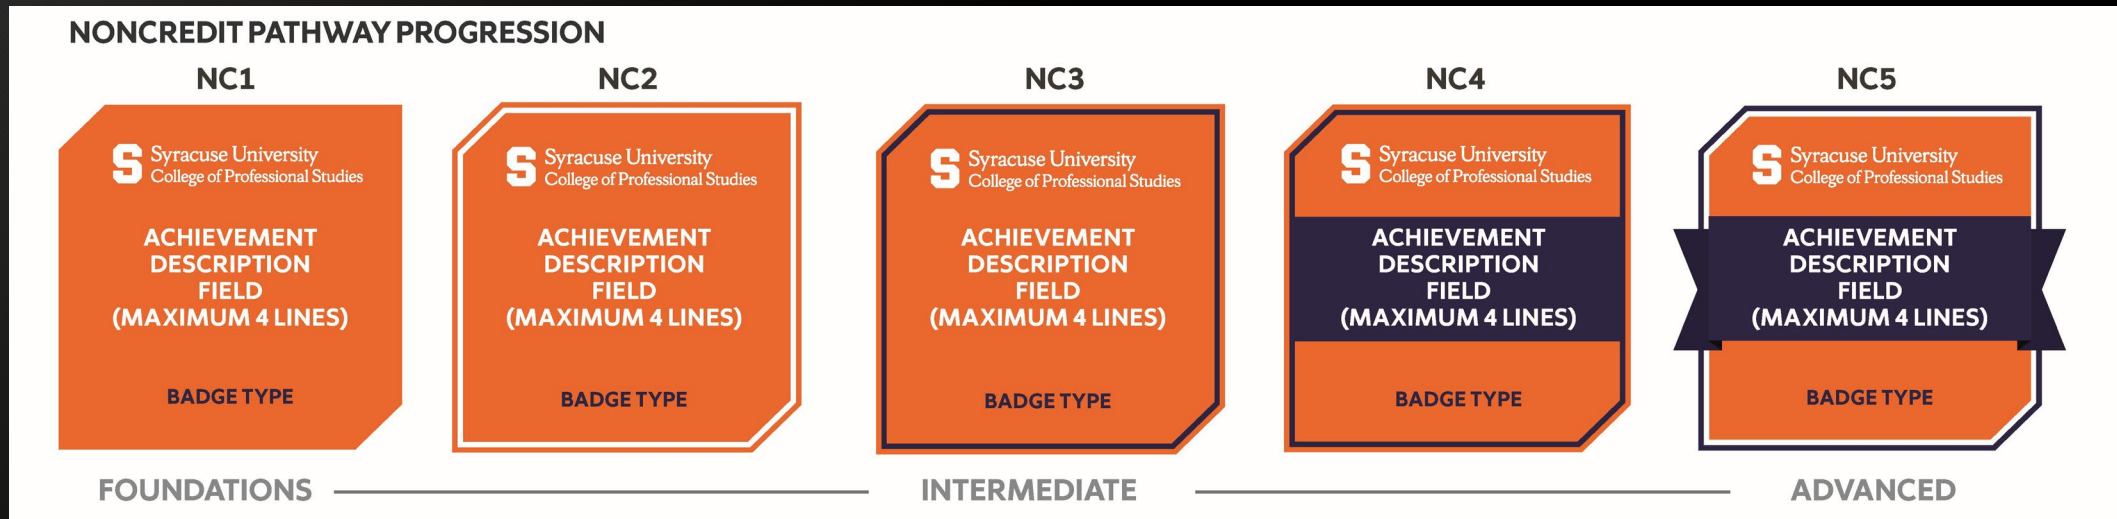 NONCREDIT PATHWAY PROGRESSION
NC1
Syracuse University
College of Professional Studies
ACHIEVEMENT
DESCRIPTION
FIELD
(MAXIMUM 4 LINES)
BADGE TYPE
NC2
Syracuse University
College of Professional Studies
ACHIEVEMENT
DESCRIPTION
FIELD
(MAXIMUM 4 LINES)
BADGE TYPE
NC3
Syracuse University
College of Professional Studies
ACHIEVEMENT
DESCRIPTION
FIELD
(MAXIMUM 4 LINES)
BADGE TYPE
NC4
Syracuse University
College of Professional Studies
ACHIEVEMENT
DESCRIPTION
FIELD
(MAXIMUM 4 LINES)
BADGE TYPE
NC5
Syracuse University
College of Professional Studies
ACHIEVEMENT
DESCRIPTION
FIELD
(MAXIMUM 4 LINES)
BADGE TYPE
FOUNDATIONS
INTERMEDIATE
ADVANCED